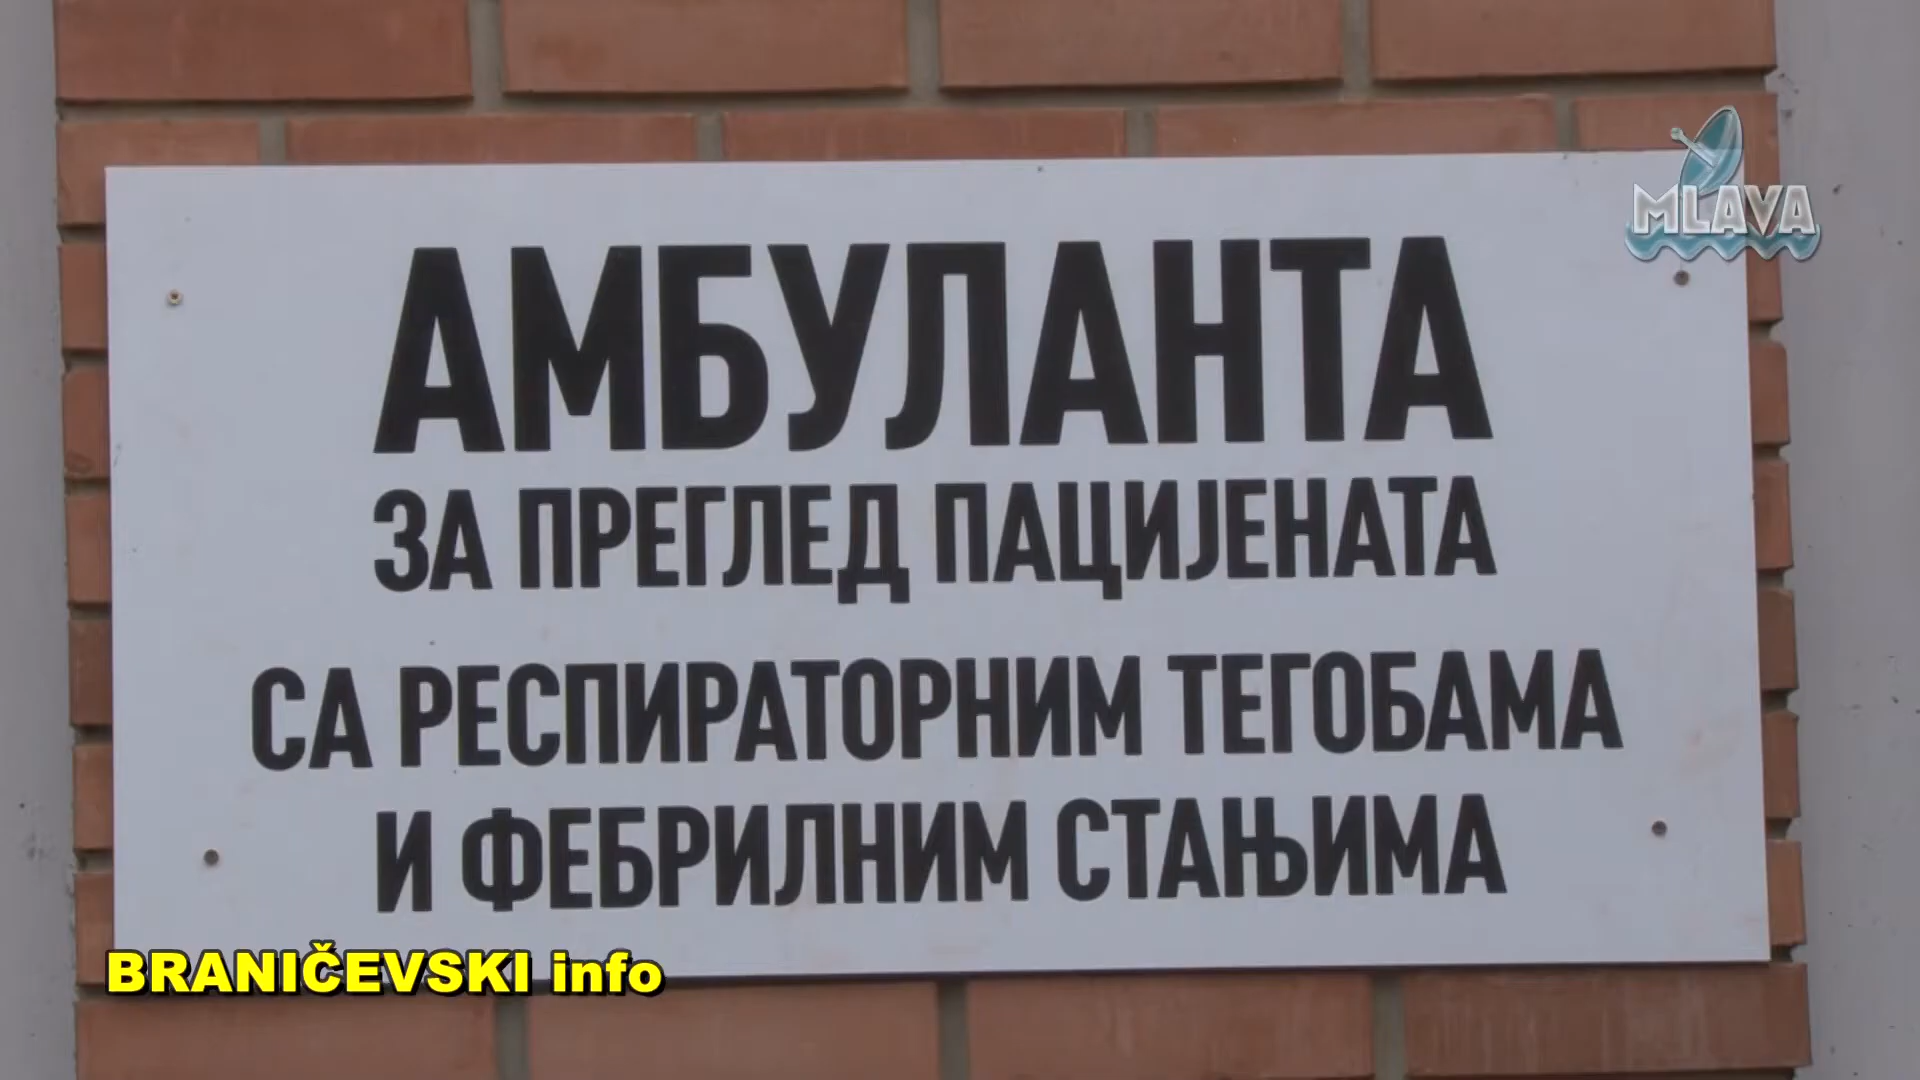 MLAVA
АМБУЛАНТА
ЗА ПРЕГЛЕД ПАЦИЈЕНАТА
СА РЕСПИРАТОРНИМ ТЕГОБАМА
И ФЕБРИЛНИМ СТАЊИМА
BRANIČEVSKI info